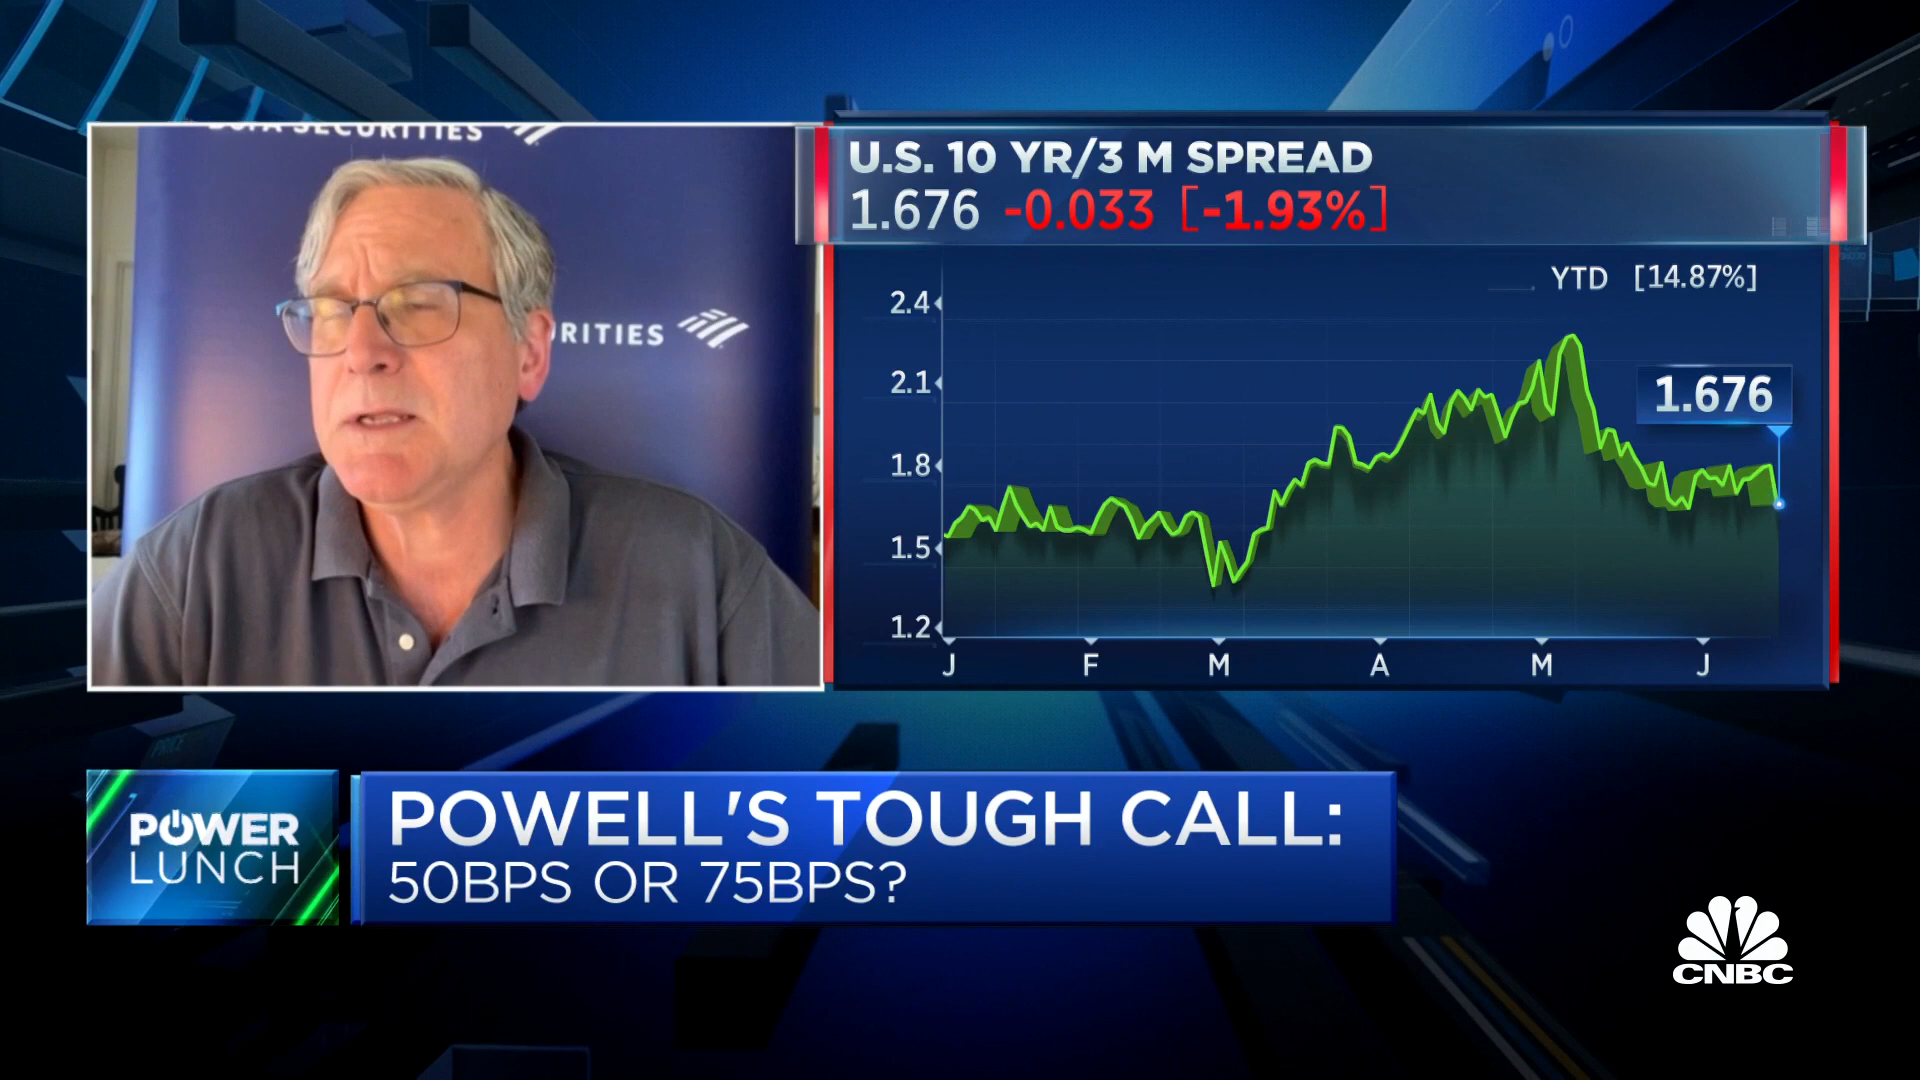 SECURITIES
RITIES
U.S. 10 YR/3 M SPREAD
1.676 -0.033 [-1.93%]
YTD [14.87%]
2.4
2.1
1.8
1.5
1.2
1.676
J F M A M J
POWER
LUNCH
POWELL'S TOUGH CALL:
50BPS OR 75BPS?
CNBC